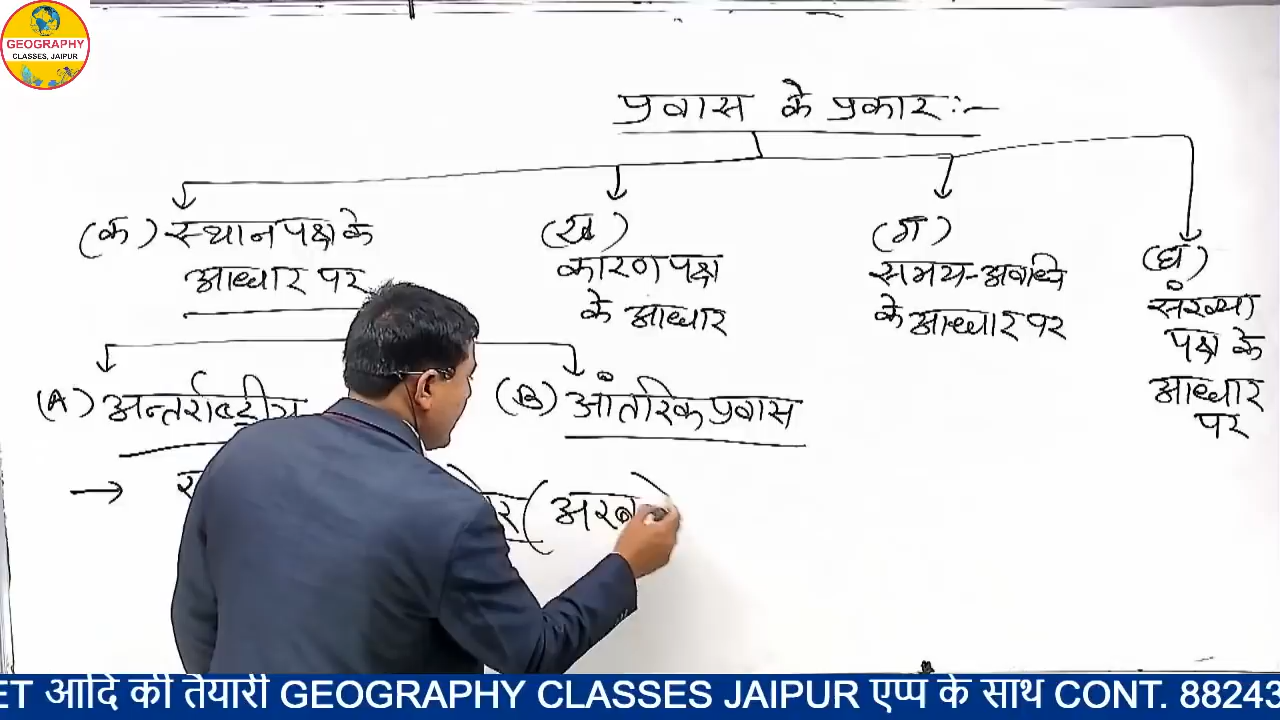 GEOGRAPHY
CLASSES, JAIPUR
प्रवास के प्रकार :-
(क) स्थान पक्ष के
आधार पर
(ख)
कारण पक्ष
के आधार
(ग)
समय-अवधि
के आधार पर
(घ)
संख्या
पक्ष के
आधार
पर
(A) अन्तर्राष्ट्रीय
(B) आंतरिक प्रवास
→
ET आदि की तैयारी GEOGRAPHY CLASSES JAIPUR एप्प के साथ CONT. 88243